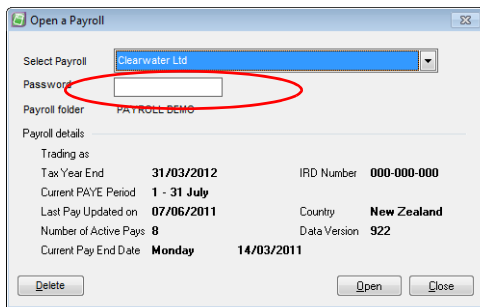 Open a Payroll
Select Payroll Clearwater Ltd
Password
Payroll folder PAYROLL DEMO
Payroll details
Trading as
Tax Year End 31/03/2012 IRD Number 000-000-000
Current PAYE Period 1 - 31 July
Last Pay Updated on 07/06/2011 Country New Zealand
Number of Active Pays 8 Data Version 922
Current Pay End Date Monday 14/03/2011
Delete Open Close